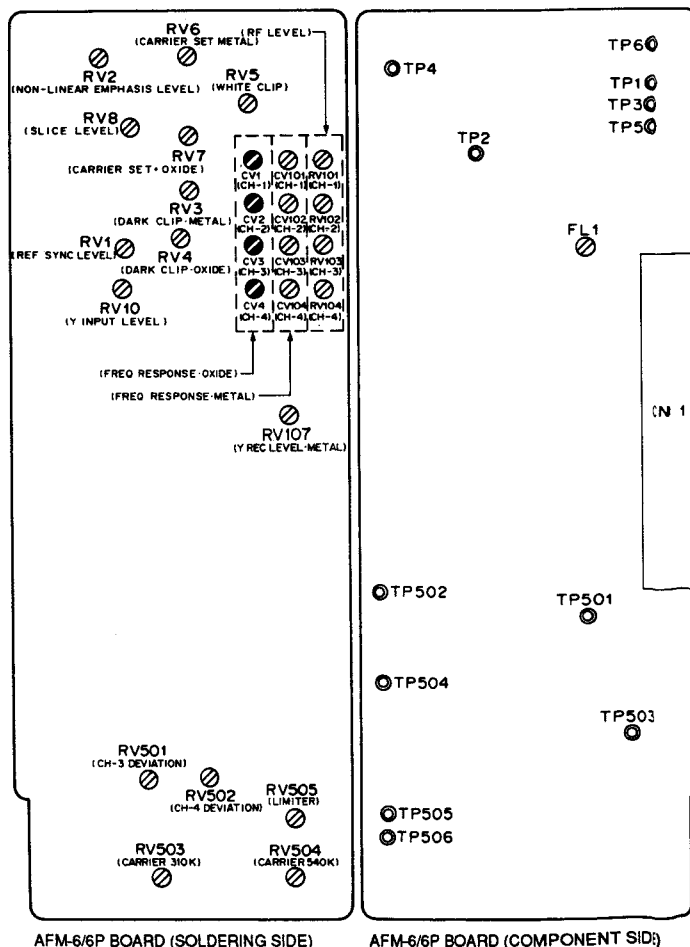 RV6
(CARRIER SET METAL)
(RF LEVEL)
RV2
(NON-LINEAR EMPHASIS LEVEL)
RV5
(WHITE CLIP)
RV8
(SLICE LEVEL)
RV7
(CARRIER SET·OXIDE)
CV1 CV101 RV101
(CH-1) (CH-1) (CH-1)
RV3
(DARK CLIP·METAL)
CV2 CV102 RV102
(CH-2) (CH-2) (CH-2)
RV1
(REF SYNC LEVEL)
RV4
(DARK CLIP·OXIDE)
CV3 CV103 RV103
(CH-3) (CH-3) (CH-3)
RV10
(Y INPUT LEVEL)
CV4 CV104 RV104
(CH-4) (CH-4) (CH-4)
(FREQ RESPONSE·OXIDE)
(FREQ RESPONSE·METAL)
RV107
(Y REC LEVEL·METAL)
RV501
(CH-3 DEVIATION)
RV502
(CH-4 DEVIATION)
RV505
(LIMITER)
RV503
(CARRIER 310K)
RV504
(CARRIER 540K)
AFM-6/6P BOARD (SOLDERING SIDE)
TP6
TP4
TP1
TP3
TP5
TP2
FL1
CN 1
TP502
TP501
TP504
TP503
TP505
TP506
AFM-6/6P BOARD (COMPONENT SIDE)